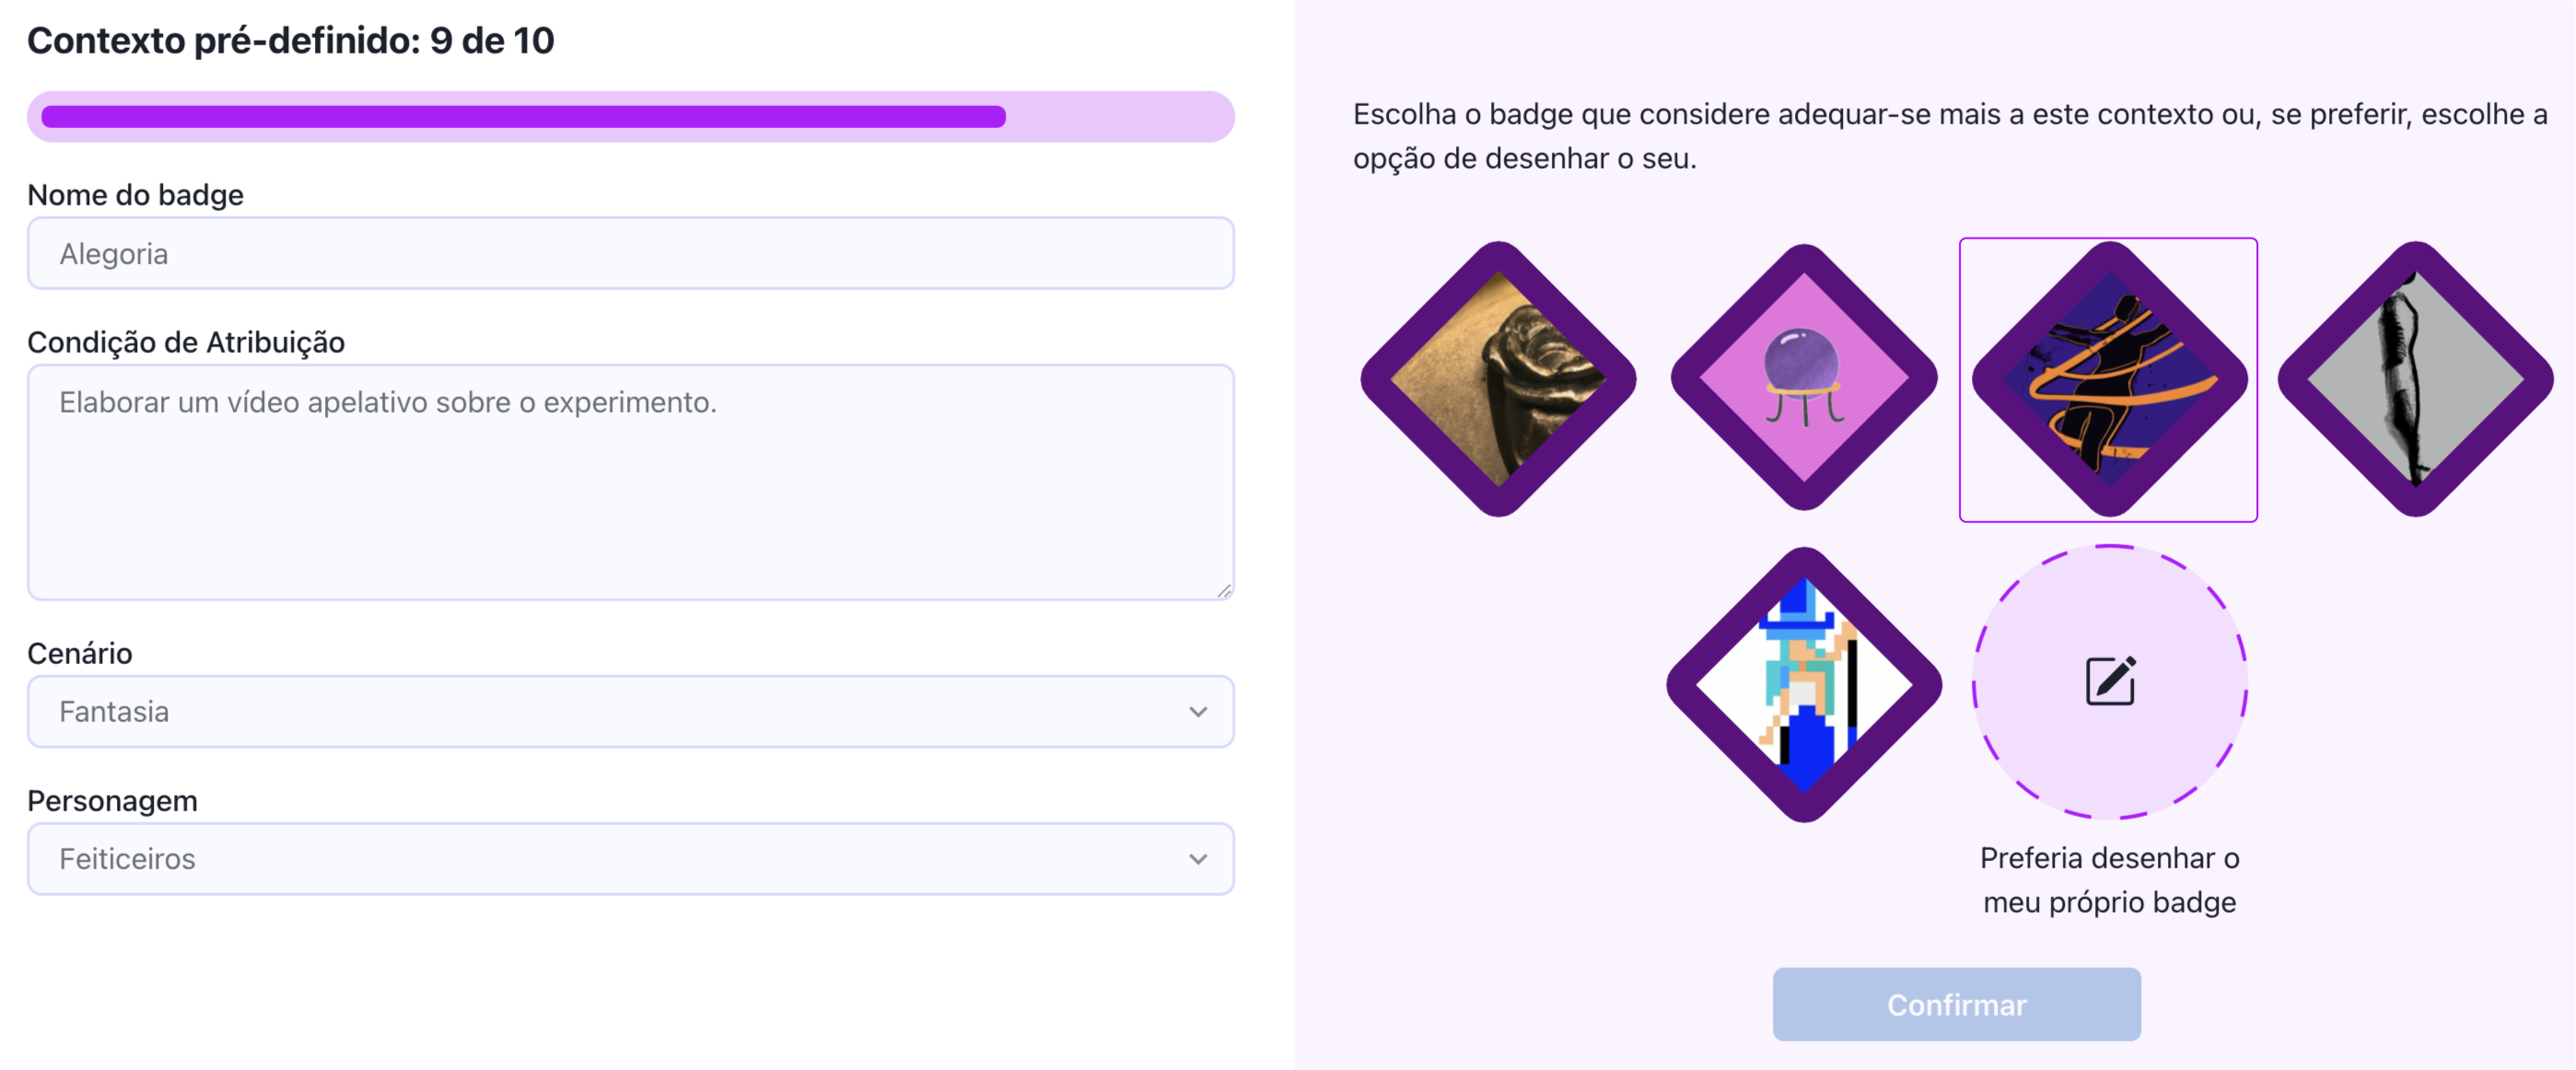 Contexto pré-definido: 9 de 10
Nome do badge
Alegoria
Condição de Atribuição
Elaborar um vídeo apelativo sobre o experimento.
Cenário
Fantasia
Personagem
Feiticeiros
Escolha o badge que considere adequar-se mais a este contexto ou, se preferir, escolhe a
opção de desenhar o seu.
Preferia desenhar o
meu próprio badge
Confirmar